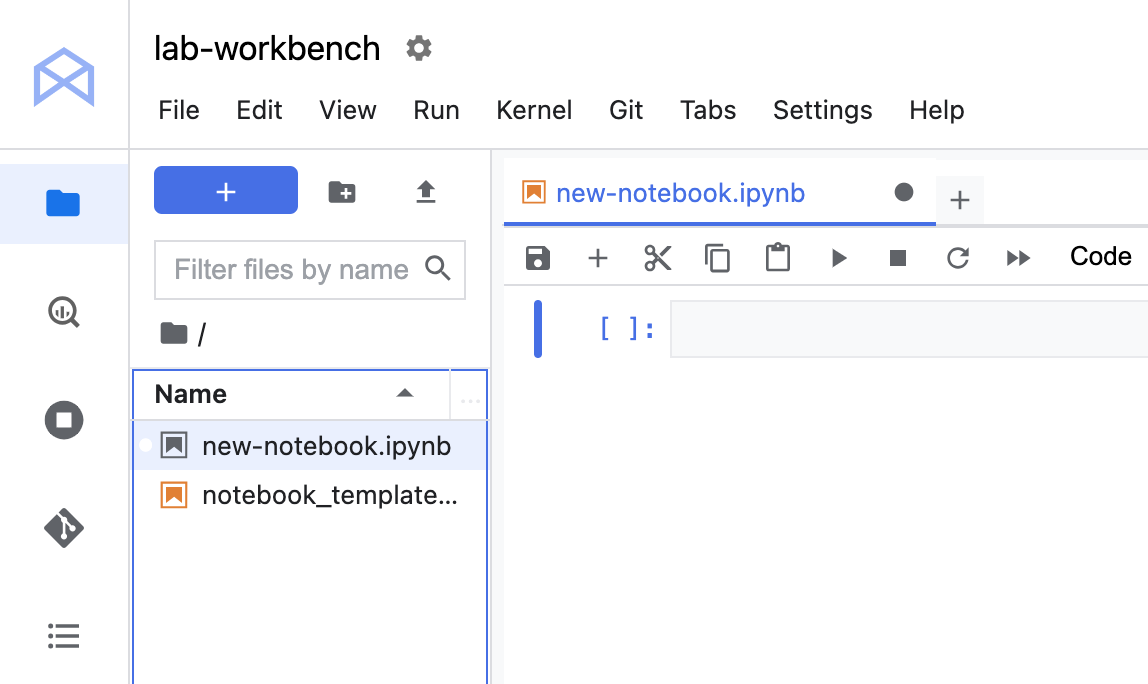 lab-workbench
File Edit View Run Kernel Git Tabs Settings Help
new-notebook.ipynb
Code
Filter files by name
/
[ ]:
Name
...
new-notebook.ipynb
notebook_template...